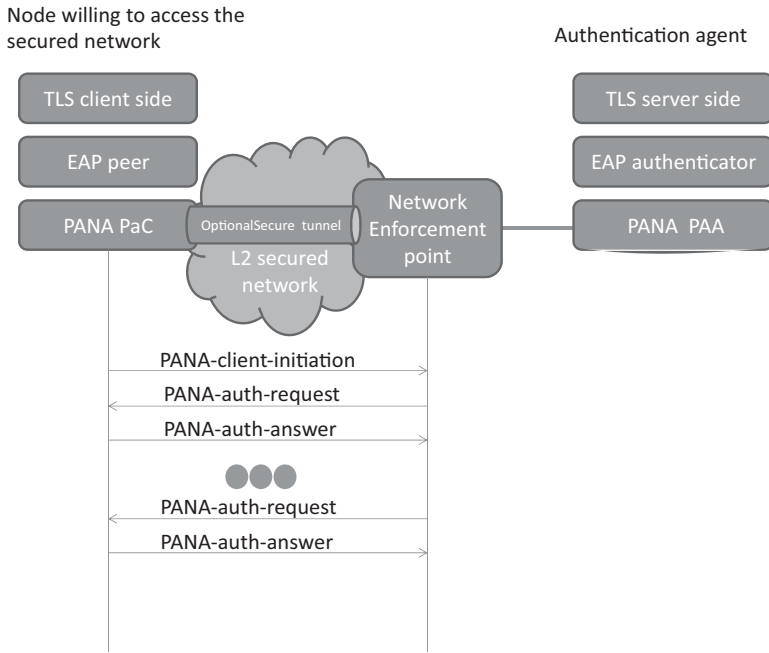 Node willing to access the
secured network
Authentication agent
TLS client side
TLS server side
EAP peer
EAP authenticator
PANA PaC
OptionalSecure tunnel
Network
Enforcement
point
PANA PAA
L2 secured
network
PANA-client-initiation
PANA-auth-request
PANA-auth-answer
PANA-auth-request
PANA-auth-answer